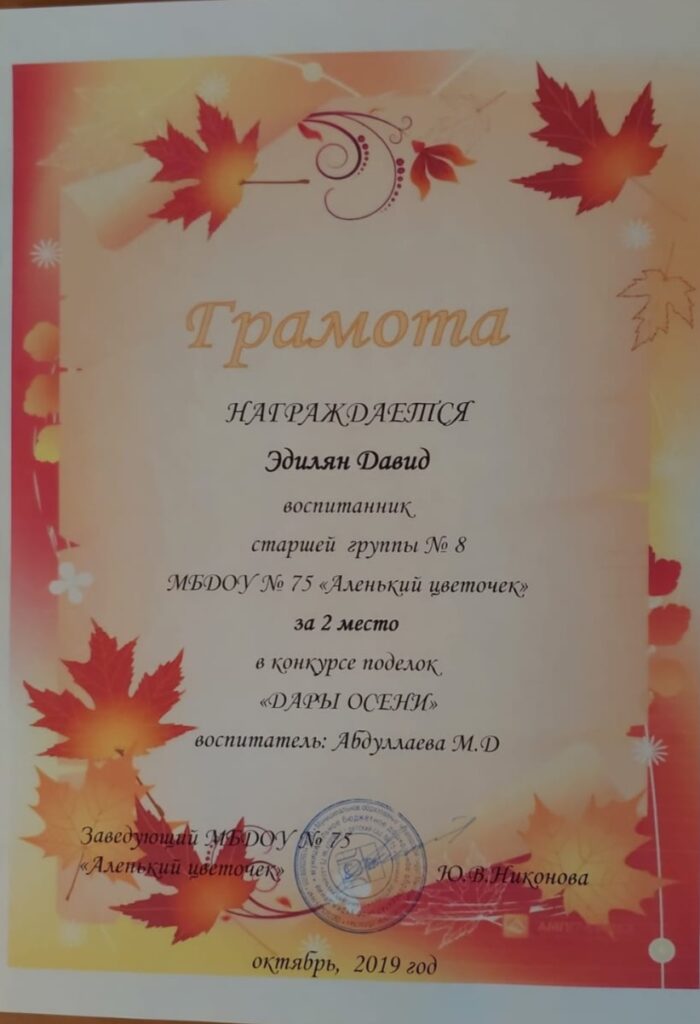 Грамота
НАГРАЖДАЕТСЯ
Эдилян Давид
воспитанник
старшей группы № 8
МБДОУ № 75 «Аленький цветочек»
за 2 место
в конкурсе поделок
«ДАРЫ ОСЕНИ»
воспитатель: Абдуллаева М.Д
Заведующий МБДОУ № 75
«Аленький цветочек»
Ю.В.Никонова
октябрь, 2019 год